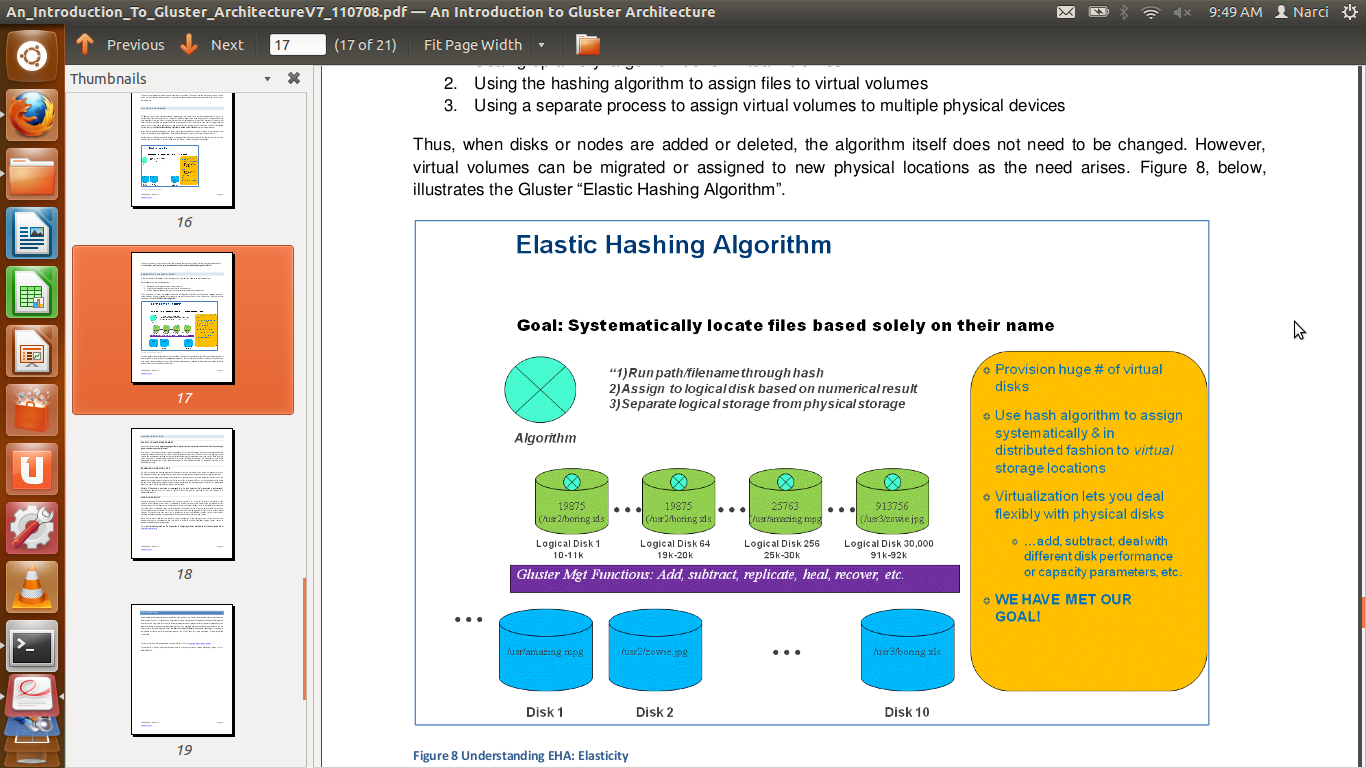 An_Introduction_To_Gluster_ArchitectureV7_110708.pdf — An Introduction to Gluster Architecture
9:49 AM
Narci
Previous
Next
17
(17 of 21)
Fit Page Width
Thumbnails
16
17
18
19
2. Using the hashing algorithm to assign files to virtual volumes
3. Using a separate process to assign virtual volumes to multiple physical devices
Thus, when disks or nodes are added or deleted, the algorithm itself does not need to be changed. However,
virtual volumes can be migrated or assigned to new physical locations as the need arises. Figure 8, below,
illustrates the Gluster “Elastic Hashing Algorithm”.
Elastic Hashing Algorithm
Goal: Systematically locate files based solely on their name
“1)Run path/filename through hash
2)Assign to logical disk based on numerical result
3)Separate logical storage from physical storage
Algorithm
19875
(/usr2/boring.xls
Logical Disk 1
10-11k
19875
(/usr2/boring.xls
Logical Disk 64
19k-20k
25763
/usr/amazing.mpg
Logical Disk 256
25k-30k
913756
(/usr3/zowie.jpg
Logical Disk 30,000
91k-92k
Gluster Mgt Functions: Add, subtract, replicate, heal, recover, etc.
/usr/amazing.mpg
/usr2/zowie.jpg
/usr3/boring.xls
Disk 1
Disk 2
Disk 10
Provision huge # of virtual
disks
Use hash algorithm to assign
systematically & in
distributed fashion to virtual
storage locations
Virtualization lets you deal
flexibly with physical disks
…add, subtract, deal with
different disk performance
or capacity parameters, etc.
WE HAVE MET OUR
GOAL!
Figure 8 Understanding EHA: Elasticity